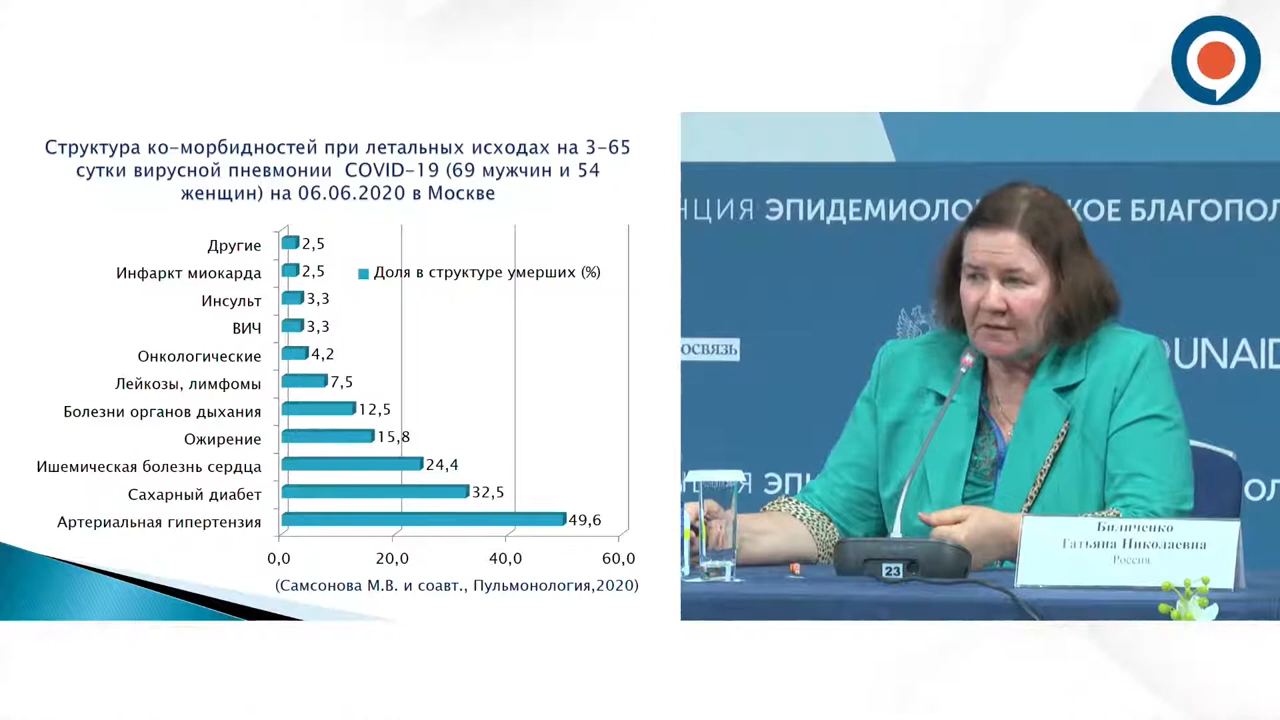 Структура ко-морбидностей при летальных исходах на 3-65
сутки вирусной пневмонии COVID-19 (69 мужчин и 54
женщин) на 06.06.2020 в Москве
Другие 2,5
Инфаркт миокарда 2,5
Доля в структуре умерших (%)
Инсульт 3,3
ВИЧ 3,3
Онкологические 4,2
Лейкозы, лимфомы 7,5
Болезни органов дыхания 12,5
Ожирение 15,8
Ишемическая болезнь сердца 24,4
Сахарный диабет 32,5
Артериальная гипертензия 49,6
0,0 20,0 40,0 60,0
(Самсонова М.В. и соавт., Пульмонология,2020)
НЦИЯ ЭПИДЕМИОЛО КОЕ БЛАГОПОЛ
ОСВЯЗЬ
UNAID
ЭПИ
ОЛ
Биличенко
Татьяна Николаевна
Россия
23